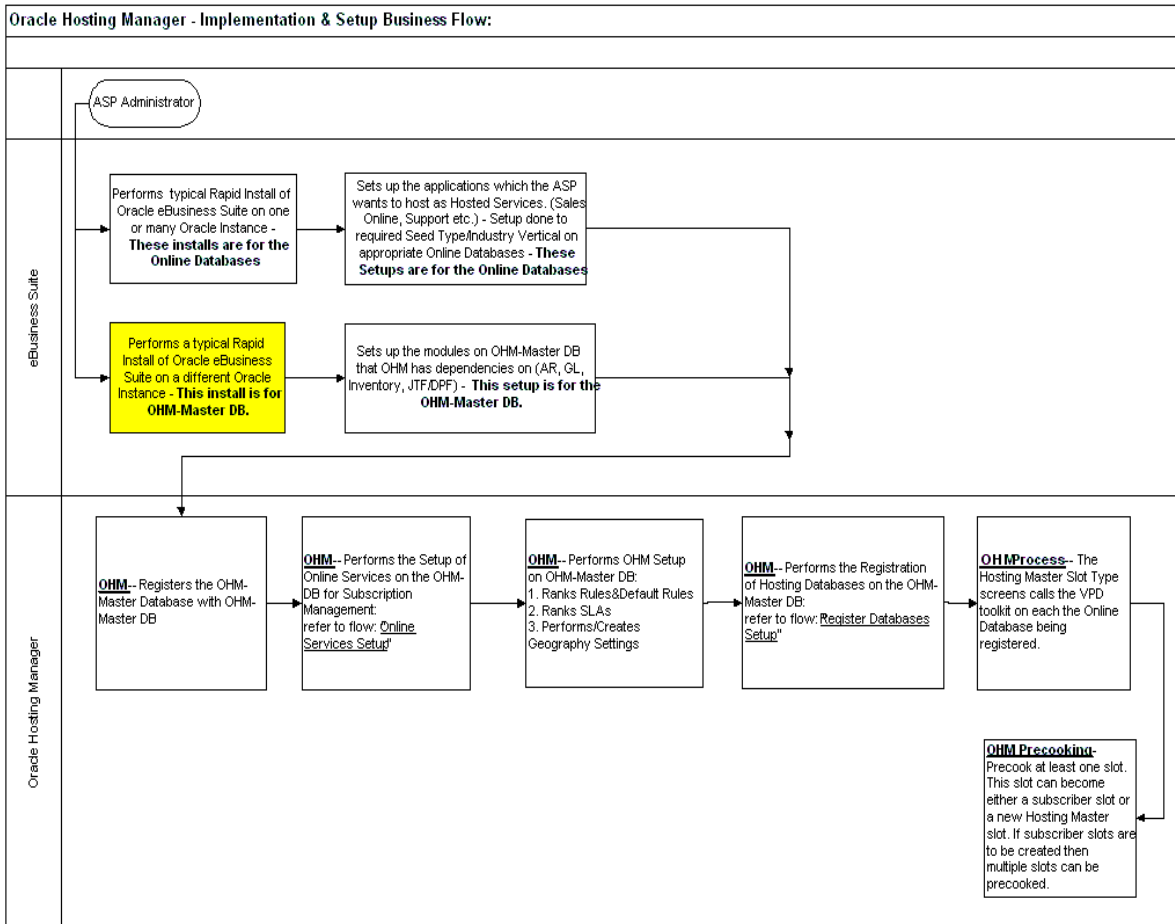 Oracle Hosting Manager - Implementation & Setup Business Flow:
ASP Administrator
eBusiness Suite
Performs typical Rapid Install of
Oracle eBusiness Suite on one
or many Oracle Instance -
These installs are for the
Online Databases
Sets up the applications which the ASP
wants to host as Hosted Services. (Sales
Online, Support etc.) - Setup done to
required Seed Type/Industry Vertical on
appropriate Online Databases - These
Setups are for the Online Databases
Performs a typical Rapid
Install of Oracle eBusiness
Suite on a different Oracle
Instance - This install is for
OHM-Master DB.
Sets up the modules on OHM-Master DB
that OHM has dependencies on (AR, GL,
Inventory, JTF/DPF) - This setup is for the
OHM-Master DB.
Oracle Hosting Manager
OHM-- Registers the OHM-
Master Database with OHM-
Master DB
OHM-- Performs the Setup of
Online Services on the OHM-
DB for Subscription
Management:
refer to flow: Online
Services Setup"
OHM-- Performs OHM Setup
on OHM-Master DB:
1. Ranks Rules&Default Rules
2. Ranks SLAs
3. Performs/Creates
Geography Settings
OHM-- Performs the Registration
of Hosting Databases on the OHM-
Master DB:
refer to flow: Register Databases
Setup"
OHMProcess-- The
Hosting Master Slot Type
screens calls the VPD
toolkit on each the Online
Database being
registered.
OHM Precooking-
Precook at least one slot.
This slot can become
either a subscriber slot or
a new Hosting Master
slot. If subscriber slots are
to be created then
multiple slots can be
precooked.